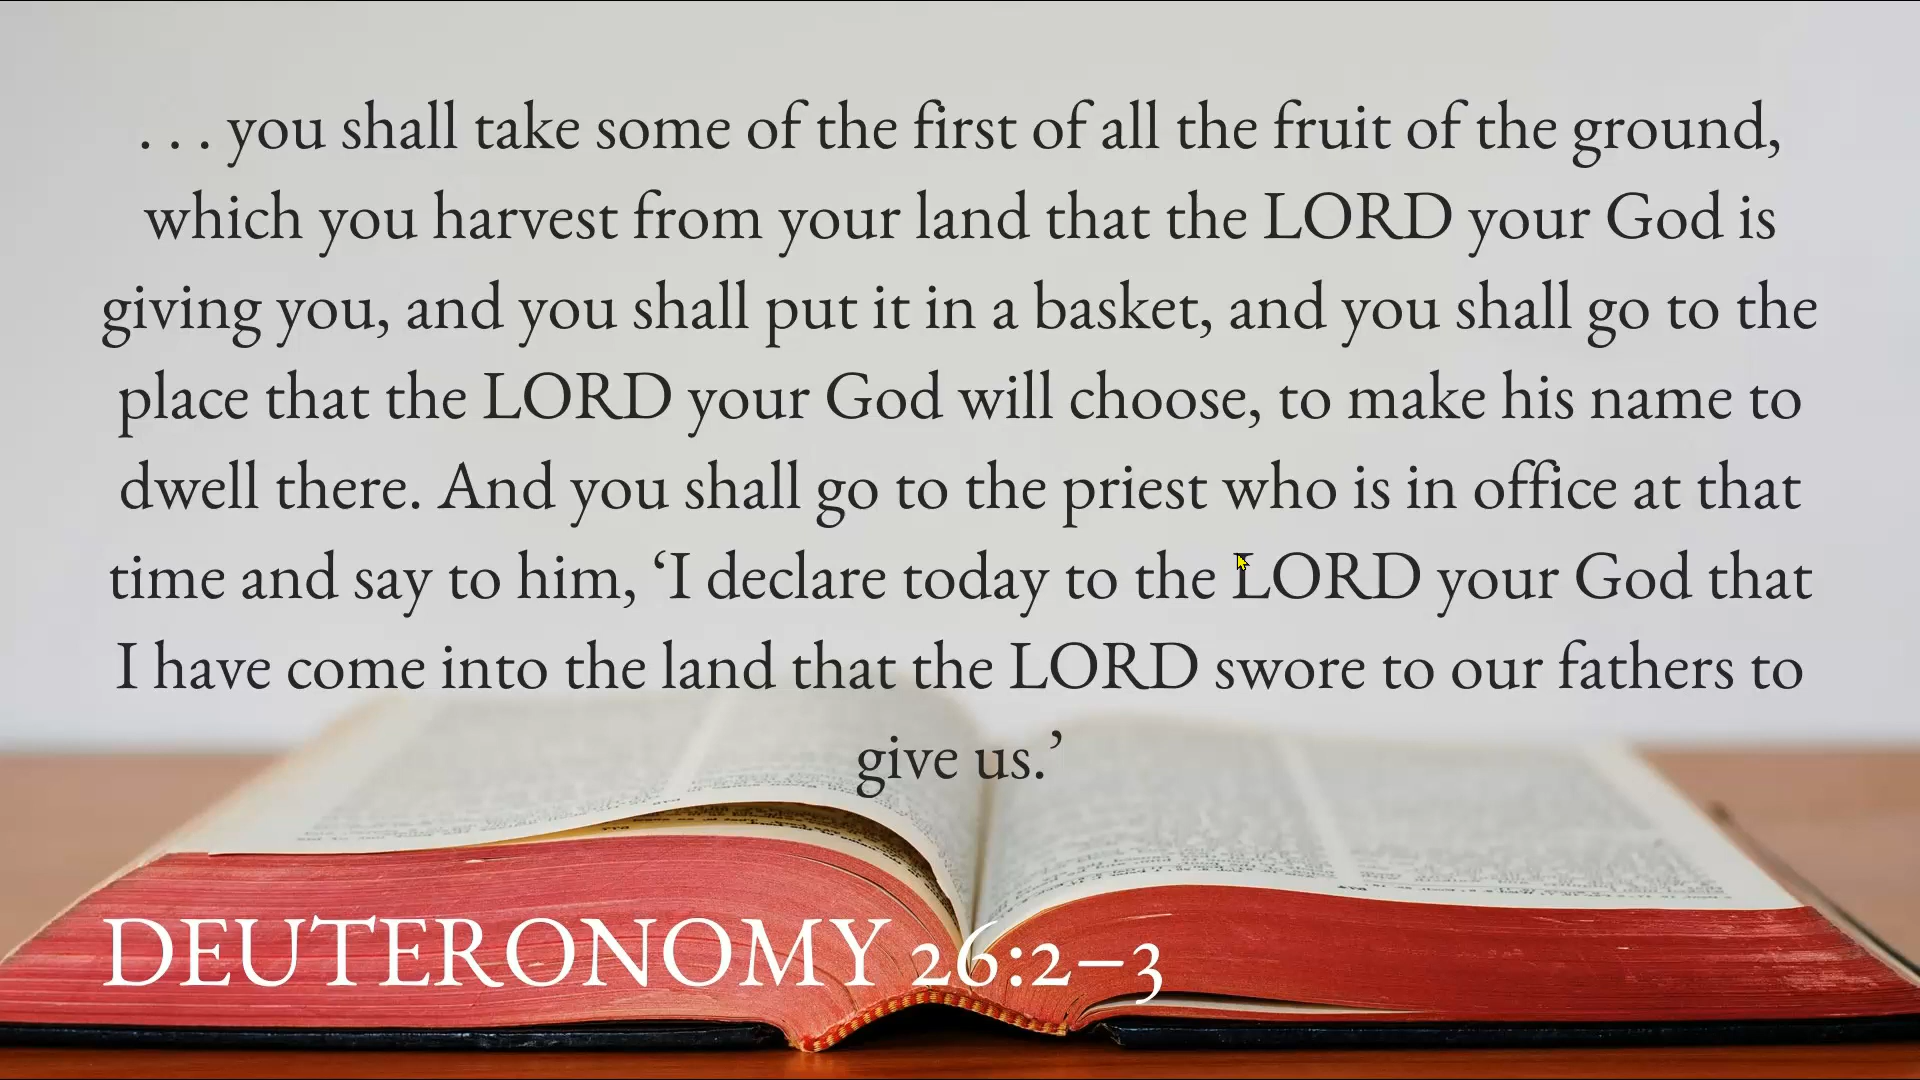 . . . you shall take some of the first of all the fruit of the ground,
which you harvest from your land that the LORD your God is
giving you, and you shall put it in a basket, and you shall go to the
place that the LORD your God will choose, to make his name to
dwell there. And you shall go to the priest who is in office at that
time and say to him, ‘I declare today to the LORD your God that
I have come into the land that the LORD swore to our fathers to
give us.’
DEUTERONOMY 26:2–3